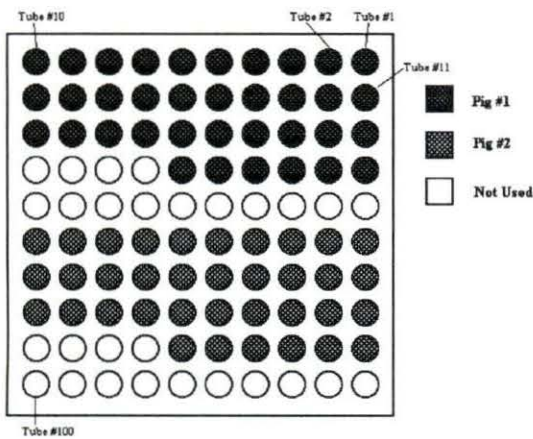 Tube #10
Tube #2
Tube #1
Tube #11
Pig #1
Pig #2
Not Used
Tube #100